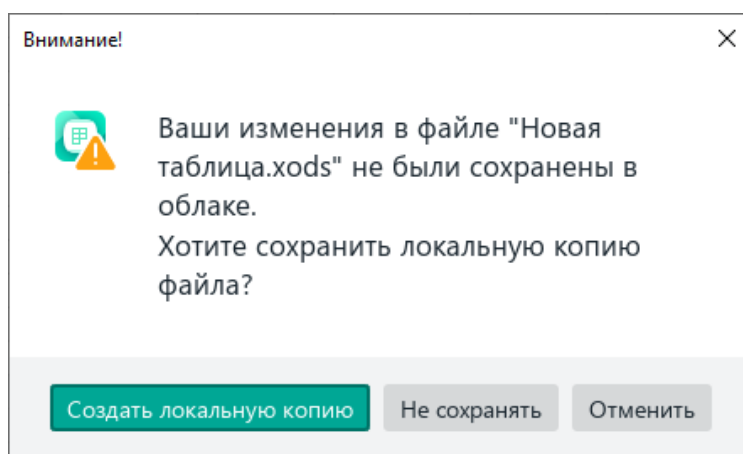 Внимание!
Ваши изменения в файле "Новая
таблица.xods" не были сохранены в
облаке.
Хотите сохранить локальную копию
файла?
Создать локальную копию Не сохранять Отменить